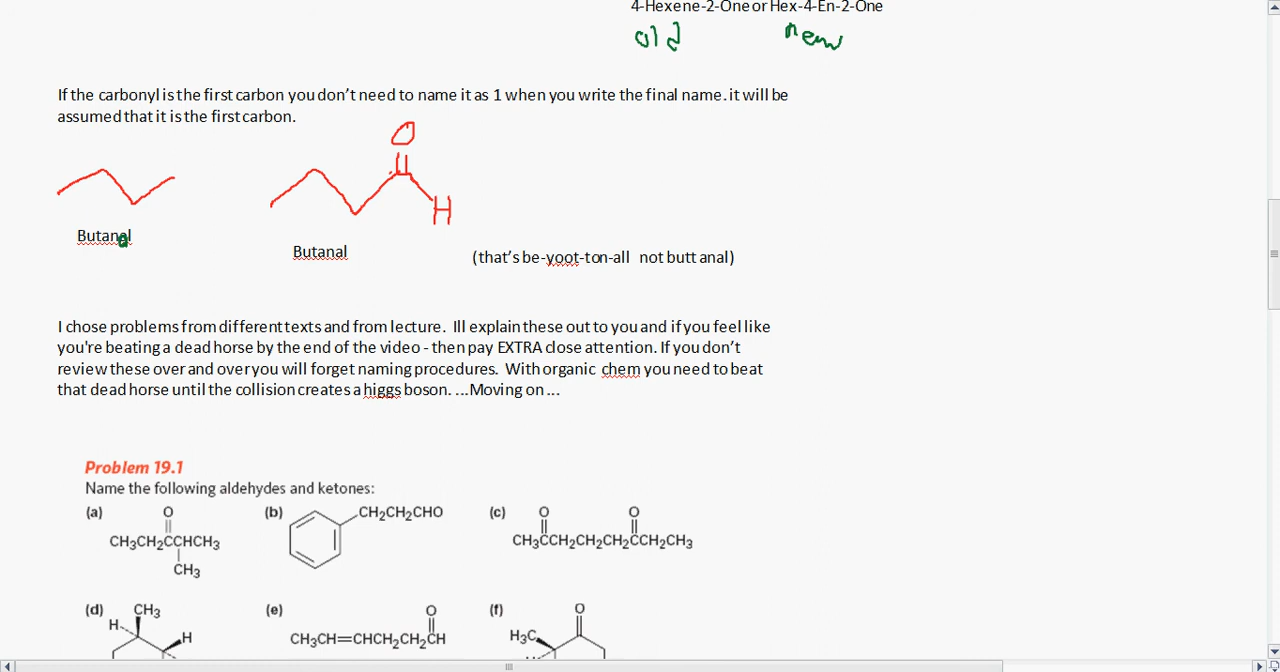 4-Hexene-2-One or Hex-4-En-2-One
old new
If the carbonyl is the first carbon you don't need to name it as 1 when you write the final name. it will be
assumed that it is the first carbon.
O
H
Butanal
Butanal
(that's be-yoot-ton-all not butt anal)
I chose problems from different texts and from lecture. Ill explain these out to you and if you feel like
you're beating a dead horse by the end of the video - then pay EXTRA close attention. If you don't
review these over and over you will forget naming procedures. With organic chem you need to beat
that dead horse until the collision creates a higgs boson. ...Moving on ...
Problem 19.1
Name the following aldehydes and ketones:
(a) O
CH₃CH₂CCHCH₃
CH₃
(b) CH₂CH₂CHO
(c) O O
CH₃CCH₂CH₂CH₂CCH₂CH₃
(d) CH₃
H H
(e) O
CH₃CH=CHCH₂CH₂CH
(f) O
H₃C